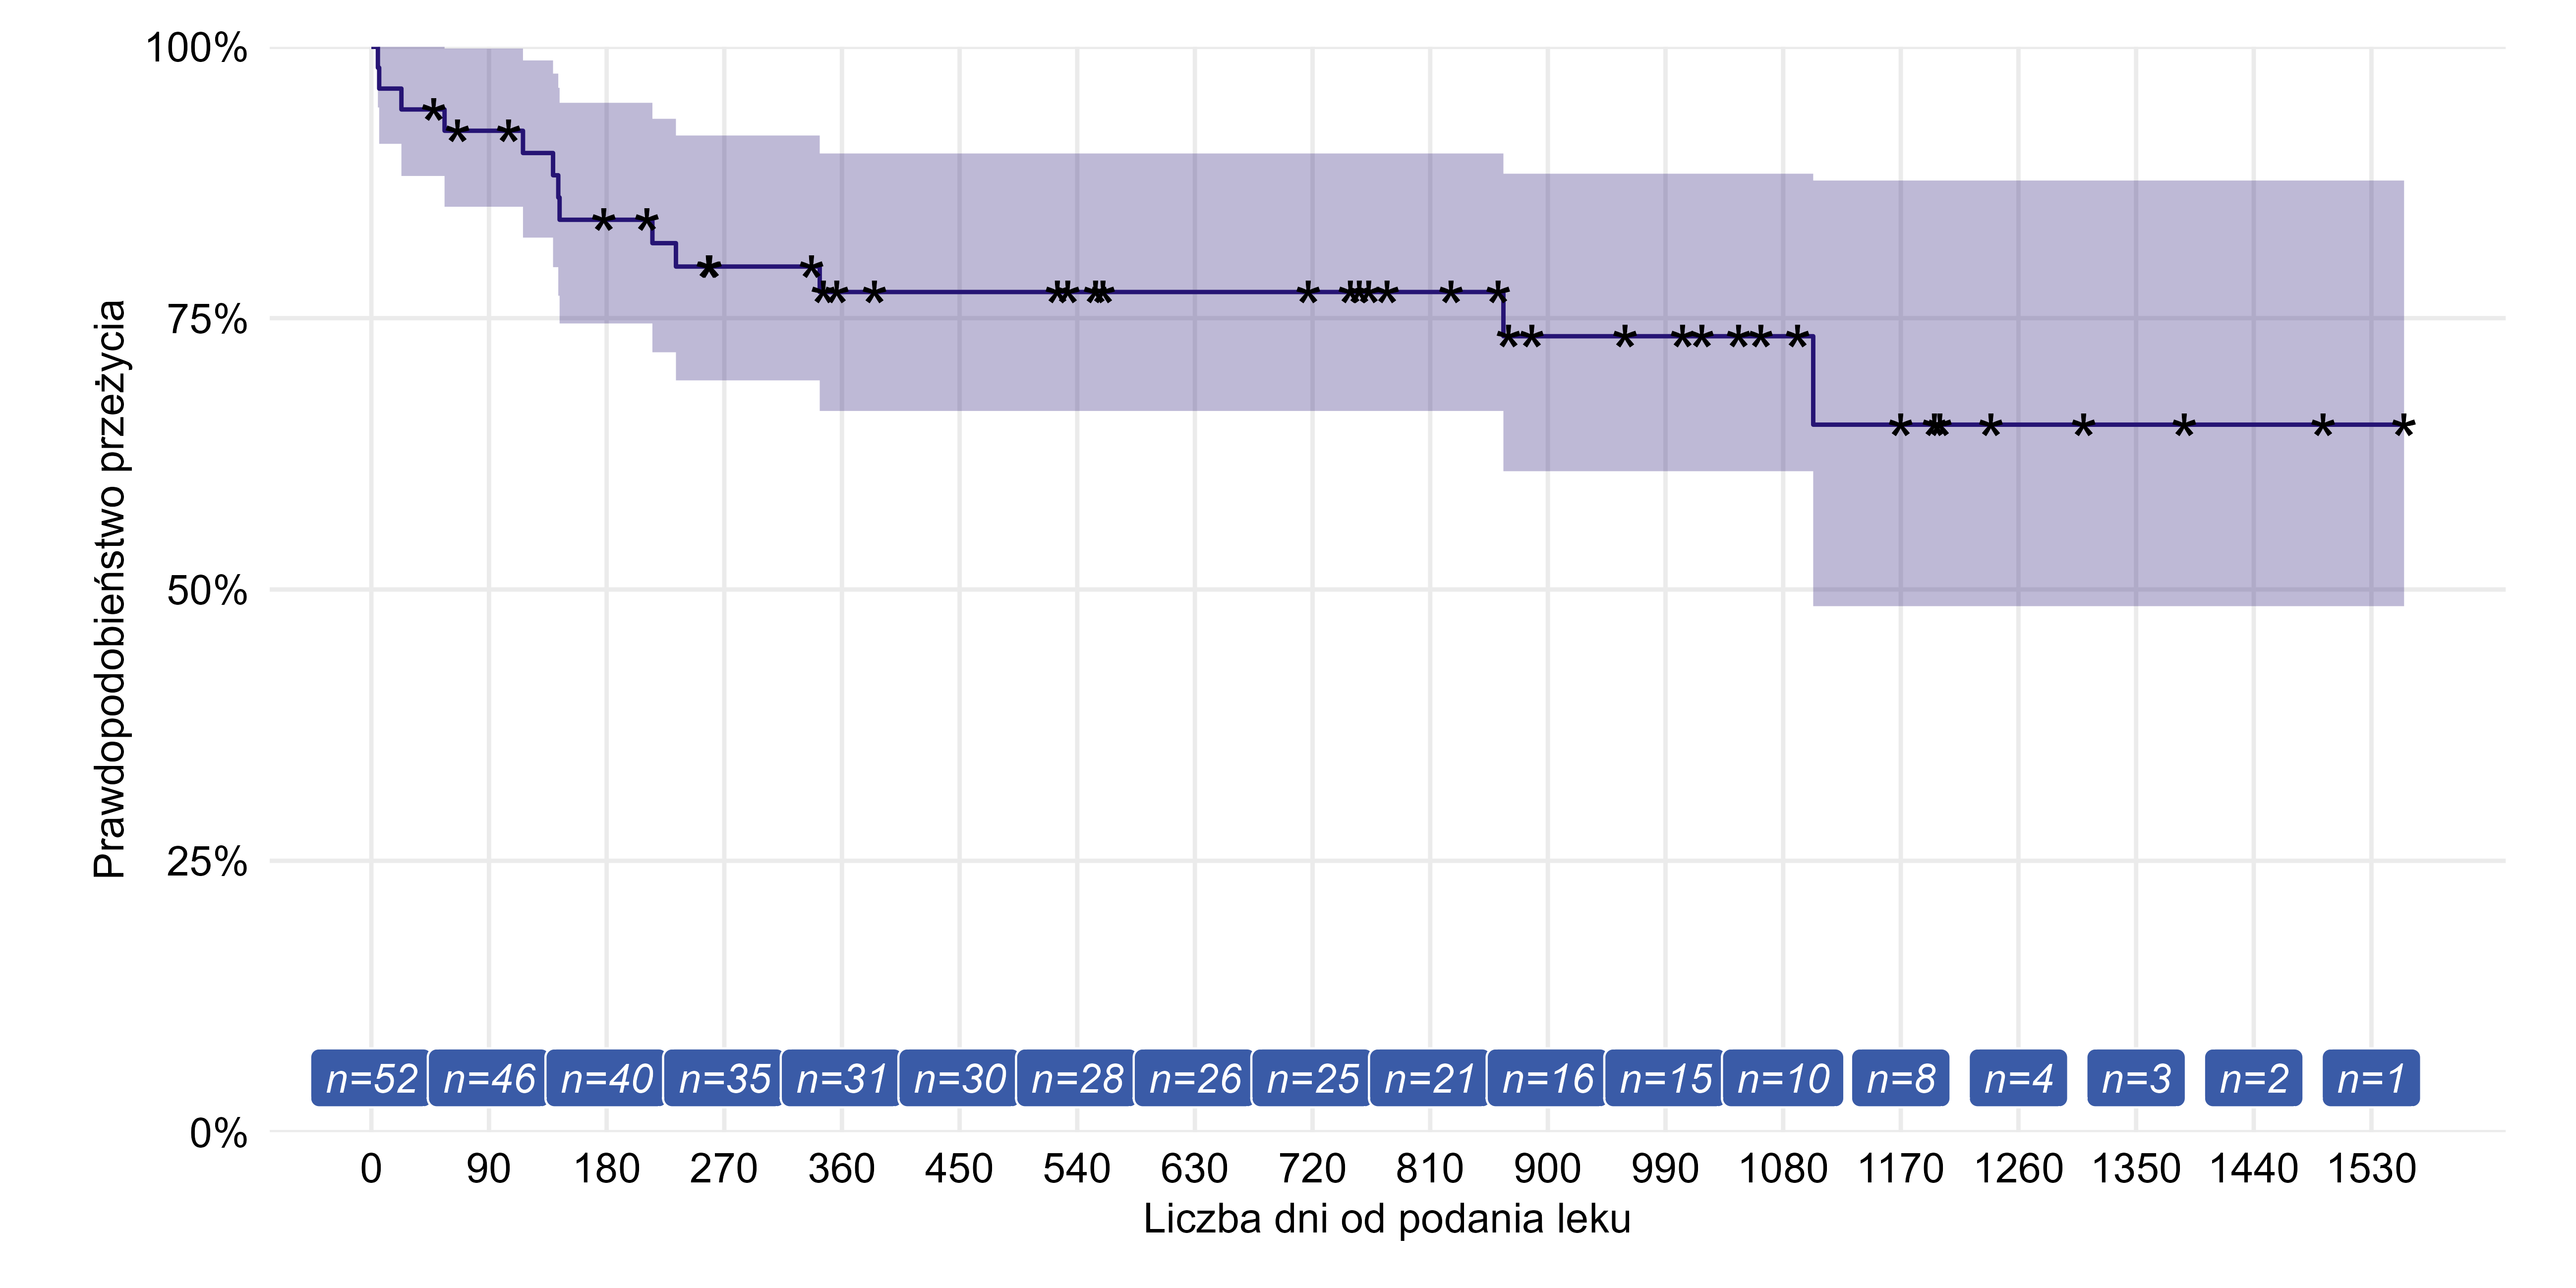 100%
75%
50%
25%
0%
Prawdopodobieństwo przeżycia
n=52 n=46 n=40 n=35 n=31 n=30 n=28 n=26 n=25 n=21 n=16 n=15 n=10 n=8 n=4 n=3 n=2 n=1
0 90 180 270 360 450 540 630 720 810 900 990 1080 1170 1260 1350 1440 1530
Liczba dni od podania leku